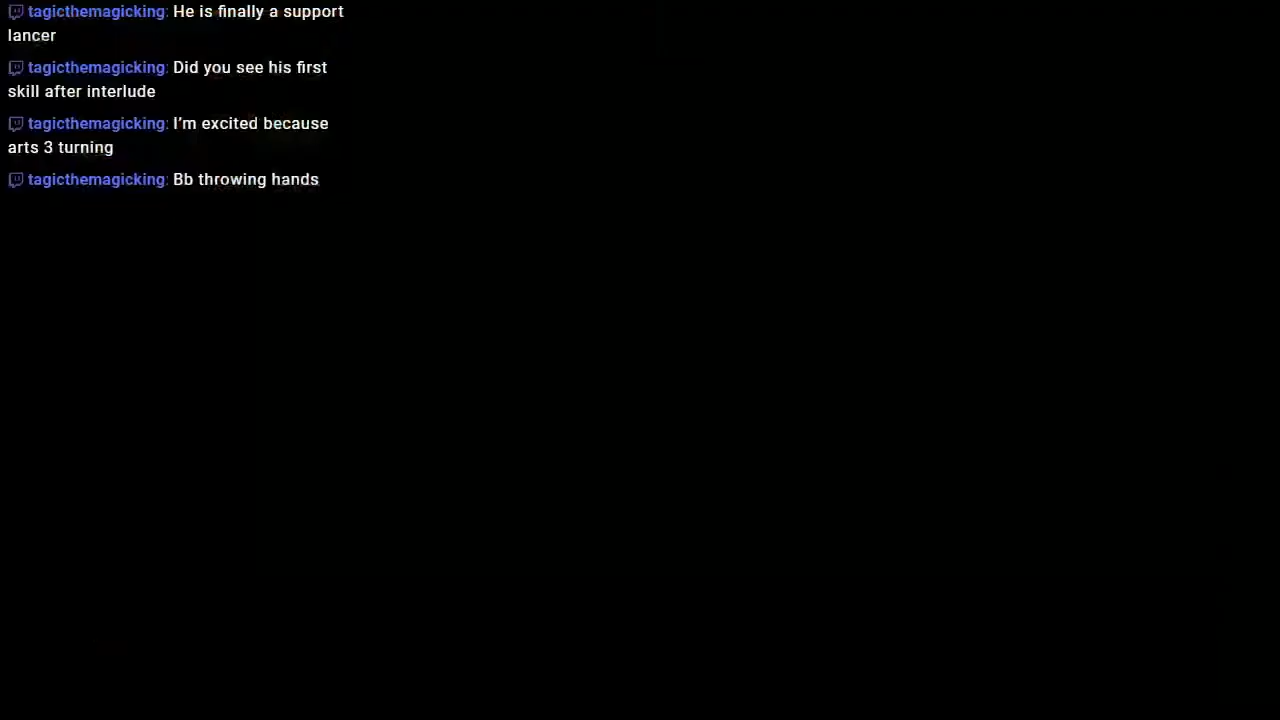 tagicthemagicking: He is finally a support
lancer
tagicthemagicking: Did you see his first
skill after interlude
tagicthemagicking: I’m excited because
arts 3 turning
tagicthemagicking: Bb throwing hands